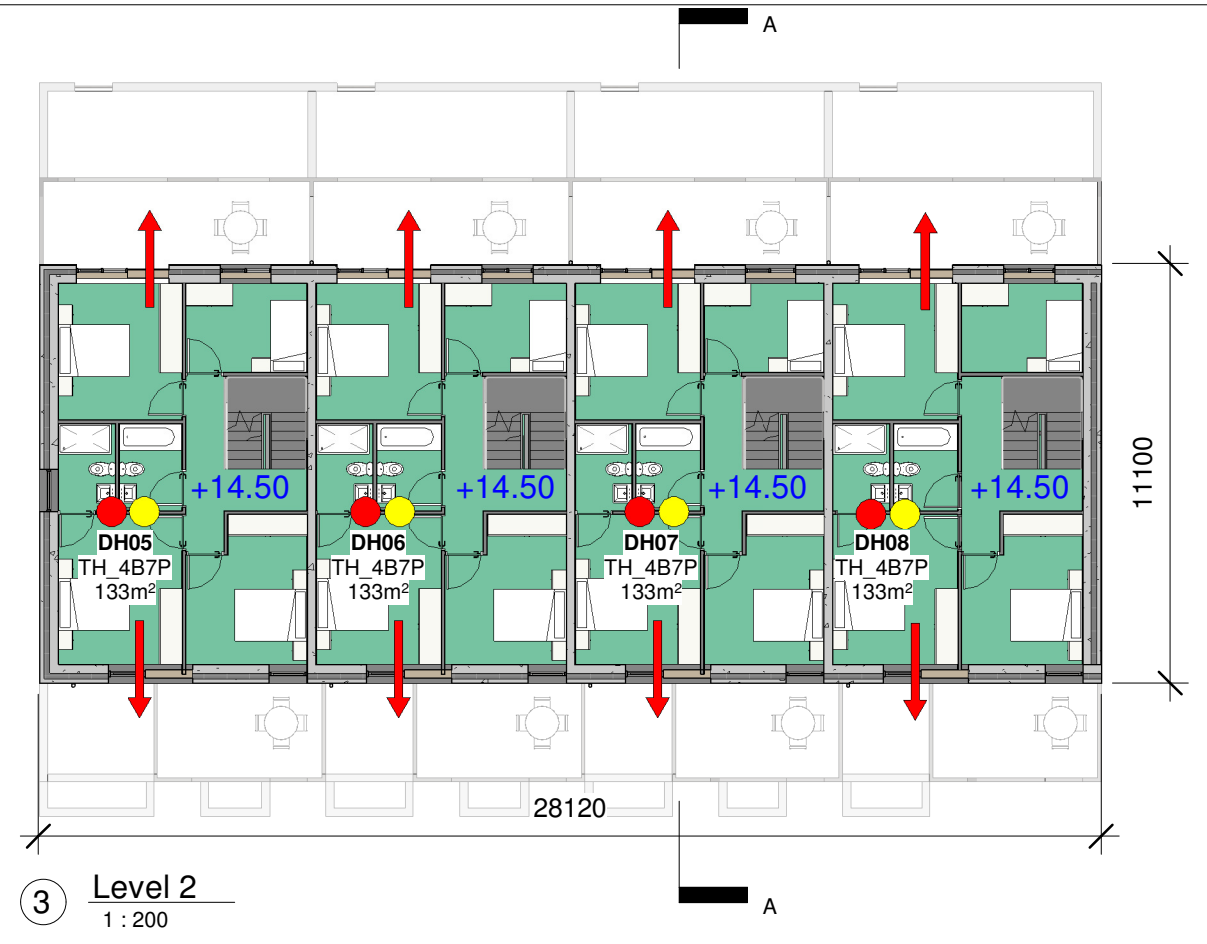 A
+14.50
+14.50
+14.50
+14.50
DH05
TH_4B7P
133m²
DH06
TH_4B7P
133m²
DH07
TH_4B7P
133m²
DH08
TH_4B7P
133m²
11100
28120
3
Level 2
1 : 200
A